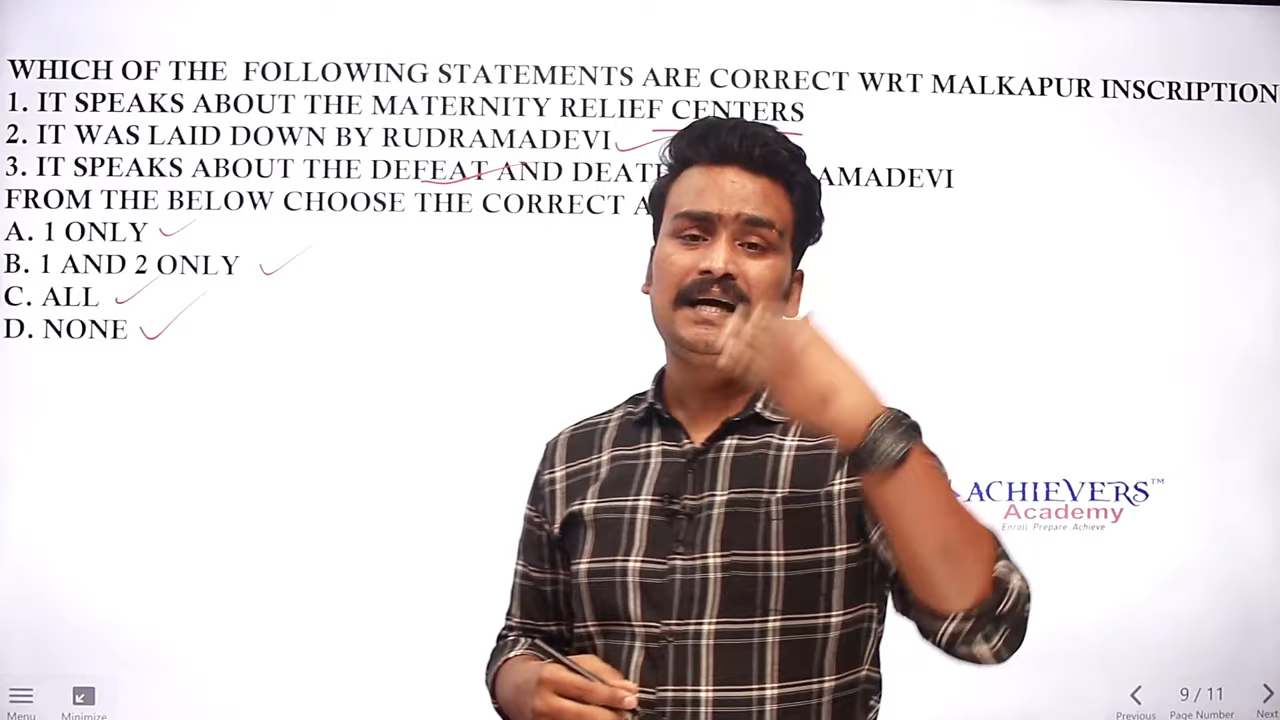 WHICH OF THE FOLLOWING STATEMENTS ARE CORRECT WRT MALKAPUR INSCRIPTION
1. IT SPEAKS ABOUT THE MATERNITY RELIEF CENTERS
2. IT WAS LAID DOWN BY RUDRAMADEVI
3. IT SPEAKS ABOUT THE DEFEAT AND
FROM THE BELOW CHOOSE THE CORRECT
A. 1 ONLY
B. 1 AND 2 ONLY
C. ALL
D. NONE
ACHIEVERS™
Academy
Enroll. Prepare. Achieve
Menu
Minimize
9 / 11
Previous Page Number Next